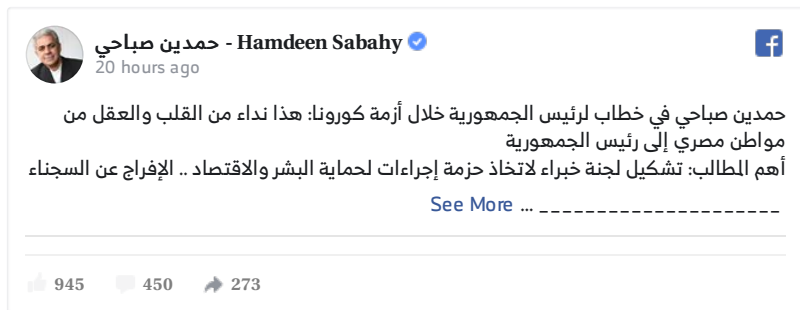 حمدين صباحي - Hamdeen Sabahy
20 hours ago
حمدين صباحي في خطاب لرئيس الجمهورية خلال أزمة كورونا: هذا نداء من القلب والعقل من
مواطن مصري إلى رئيس الجمهورية
أهم المطالب: تشكيل لجنة خبراء لاتخاذ حزمة إجراءات لحماية البشر والاقتصاد .. الإفراج عن السجناء
_ _ _ _ _ _ _ _ _ _ _ _ _ _ _ _ _ _ _ _ _ ... See More
945 450 273